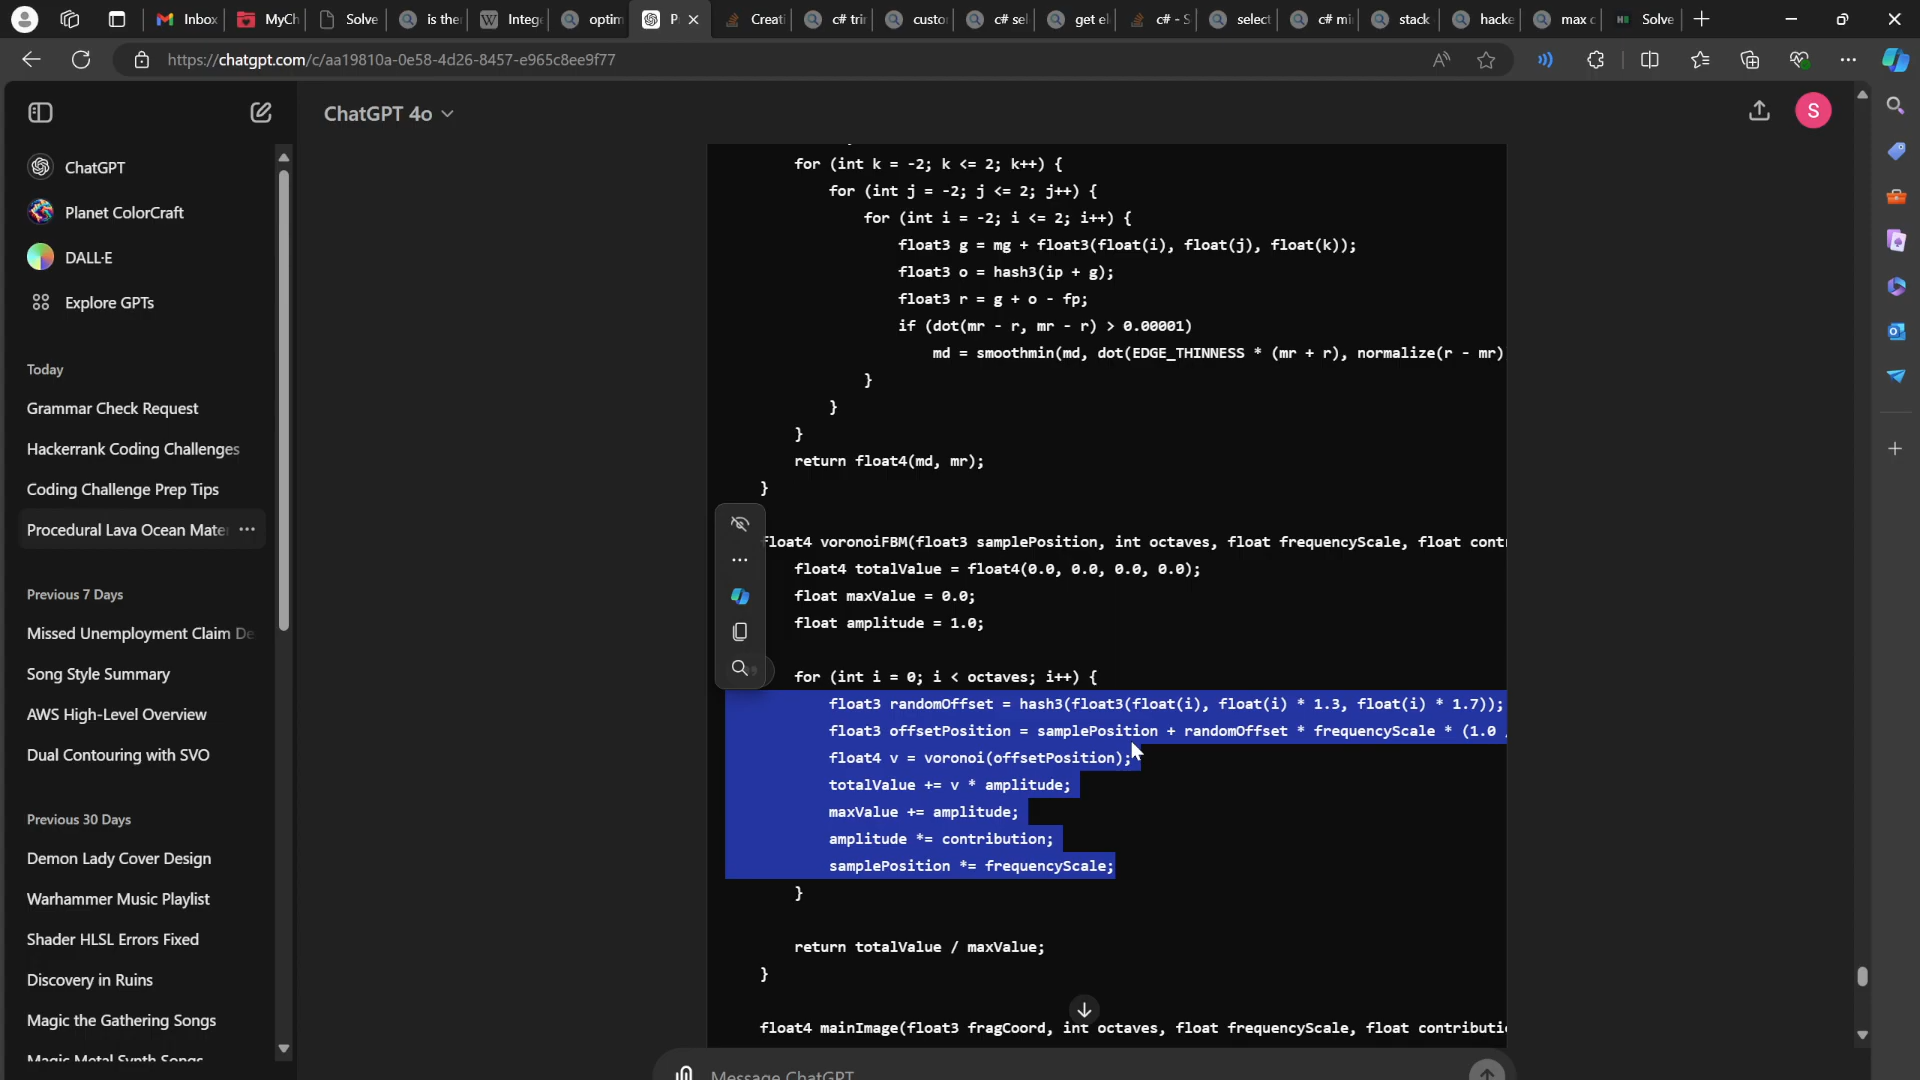 Inbox
MyCh
Solve
is the
Integ
optim
P
Creati
c# tri
custo
c# sel
get el
c# - S
select
c# mi
stack
hacke
max c
Solve
https://chatgpt.com/c/aa19810a-0e58-4d26-8457-e965c8ee9f77
ChatGPT 4o
S
ChatGPT
Planet ColorCraft
DALL·E
Explore GPTs
Today
Grammar Check Request
Hackerrank Coding Challenges
Coding Challenge Prep Tips
Procedural Lava Ocean Mate
Previous 7 Days
Missed Unemployment Claim De
Song Style Summary
AWS High-Level Overview
Dual Contouring with SVO
Previous 30 Days
Demon Lady Cover Design
Warhammer Music Playlist
Shader HLSL Errors Fixed
Discovery in Ruins
Magic the Gathering Songs
Magic Metal Synth Songs
for (int k = -2; k <= 2; k++) {
for (int j = -2; j <= 2; j++) {
for (int i = -2; i <= 2; i++) {
float3 g = mg + float3(float(i), float(j), float(k));
float3 o = hash3(ip + g);
float3 r = g + o - fp;
if (dot(mr - r, mr - r) > 0.00001)
md = smoothmin(md, dot(EDGE_THINNESS * (mr + r), normalize(r - mr)
}
}
}
return float4(md, mr);
}
float4 voronoiFBM(float3 samplePosition, int octaves, float frequencyScale, float cont
float4 totalValue = float4(0.0, 0.0, 0.0, 0.0);
float maxValue = 0.0;
float amplitude = 1.0;
for (int i = 0; i < octaves; i++) {
float3 randomOffset = hash3(float3(float(i), float(i) * 1.3, float(i) * 1.7));
float3 offsetPosition = samplePosition + randomOffset * frequencyScale * (1.0 /
float4 v = voronoi(offsetPosition);
totalValue += v * amplitude;
maxValue += amplitude;
amplitude *= contribution;
samplePosition *= frequencyScale;
}
return totalValue / maxValue;
}
float4 mainImage(float3 fragCoord, int octaves, float frequencyScale, float contributi
Message ChatGPT